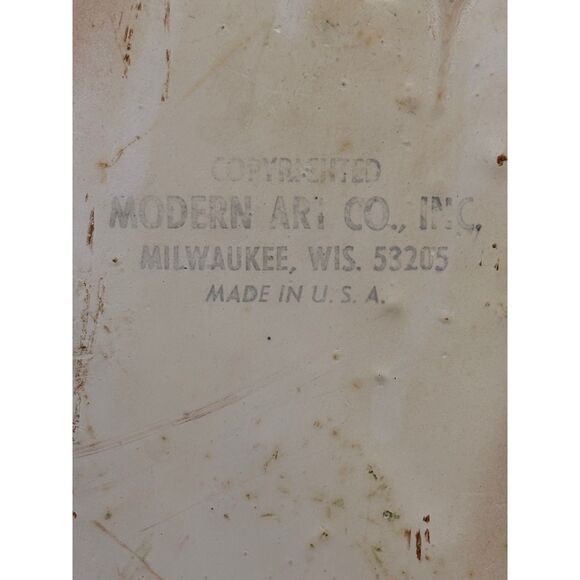 COPYRIGHTED
MODERN ART CO., INC.
MILWAUKEE, WIS. 53205
MADE IN U. S. A.